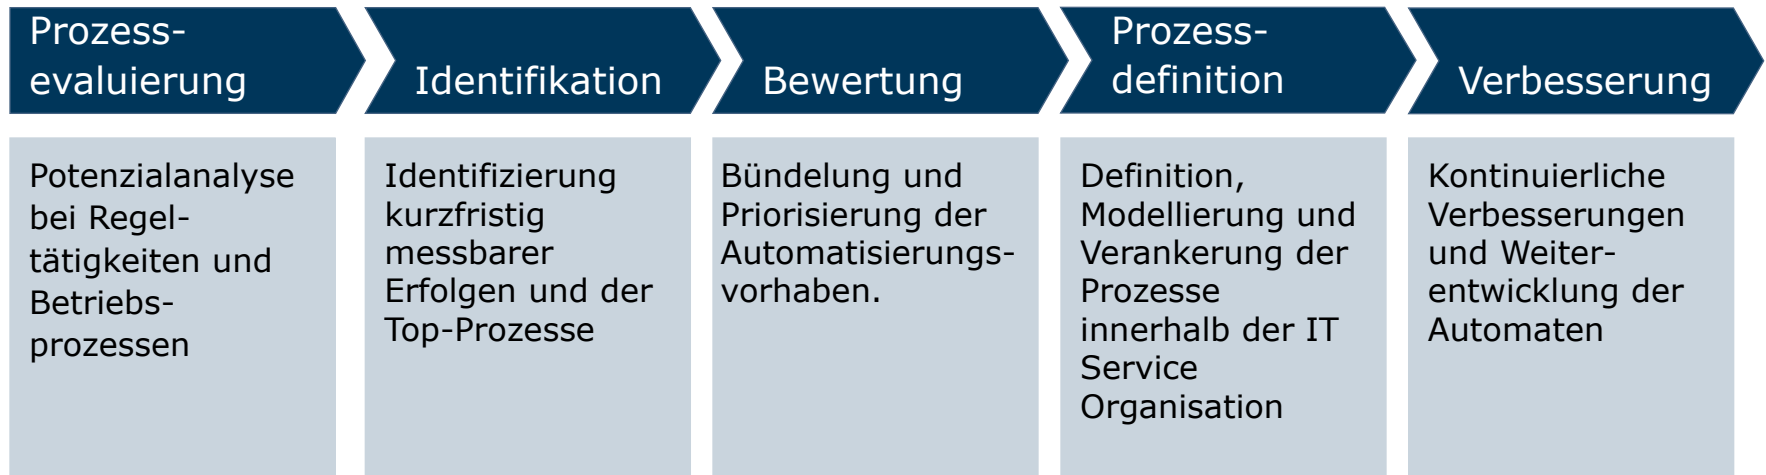 Prozess-
evaluierung
Identifikation
Bewertung
Prozess-
definition
Verbesserung
Potenzialanalyse
bei Regel-
tätigkeiten und
Betriebs-
prozessen
Identifizierung
kurzfristig
messbarer
Erfolgen und der
Top-Prozesse
Bündelung und
Priorisierung der
Automatisierungs-
vorhaben.
Definition,
Modellierung und
Verankerung der
Prozesse
innerhalb der IT
Service
Organisation
Kontinuierliche
Verbesserungen
und Weiter-
entwicklung der
Automaten